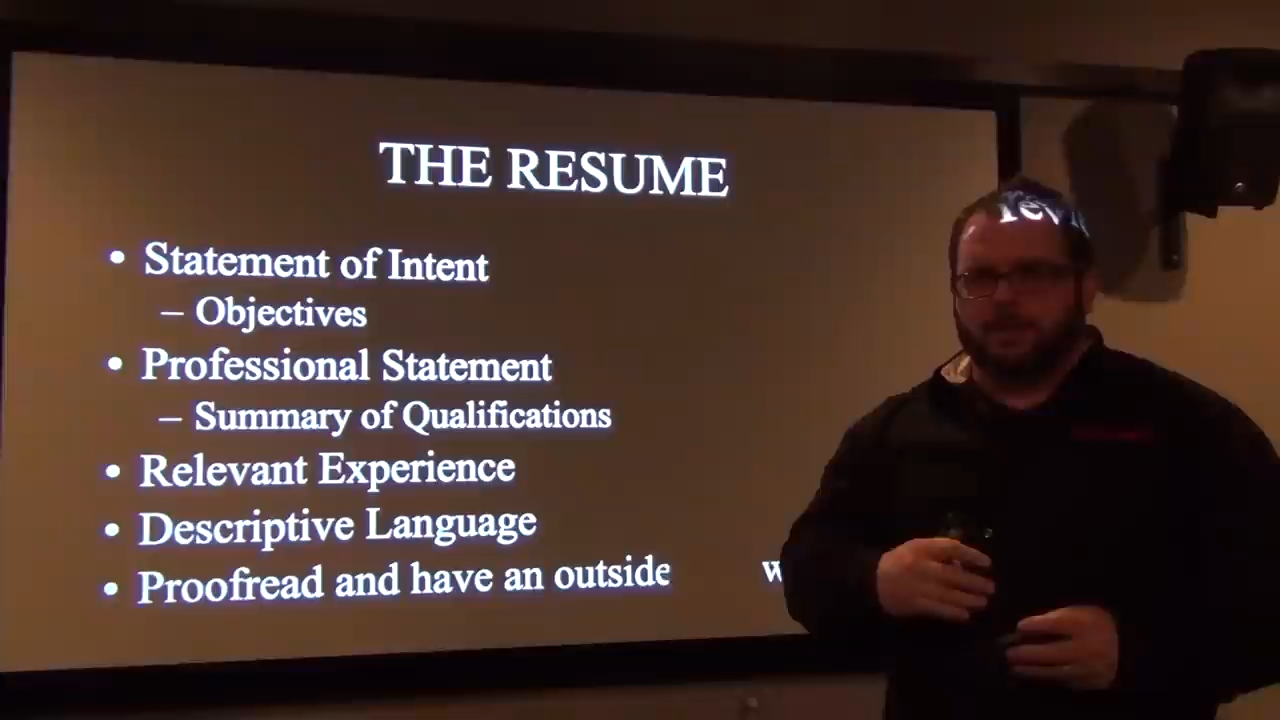 THE RESUME
• Statement of Intent
– Objectives
• Professional Statement
– Summary of Qualifications
• Relevant Experience
• Descriptive Language
• Proofread and have an outside